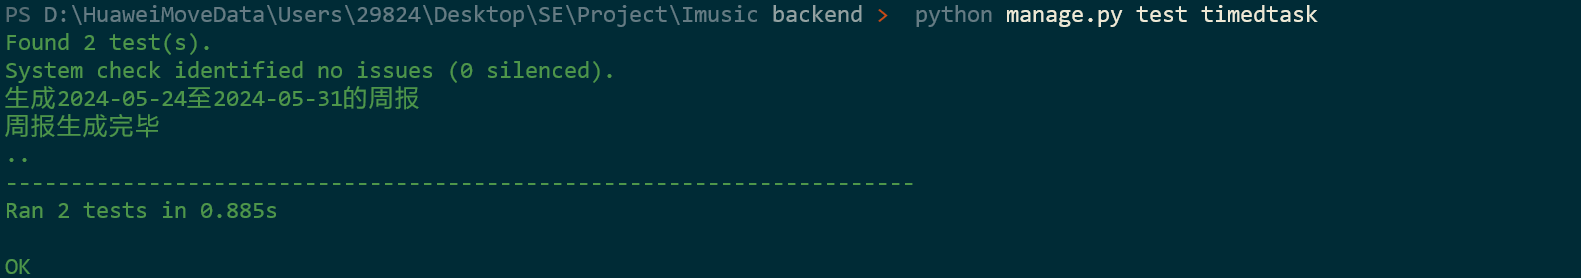 PS D:\HuaweiMoveData\Users\29824\Desktop\SE\Project\Imusic backend >  python manage.py test timedtask
Found 2 test(s).
System check identified no issues (0 silenced).
生成2024-05-24至2024-05-31的周报
周报生成完毕
..
----------------------------------------------------------------------
Ran 2 tests in 0.885s
OK